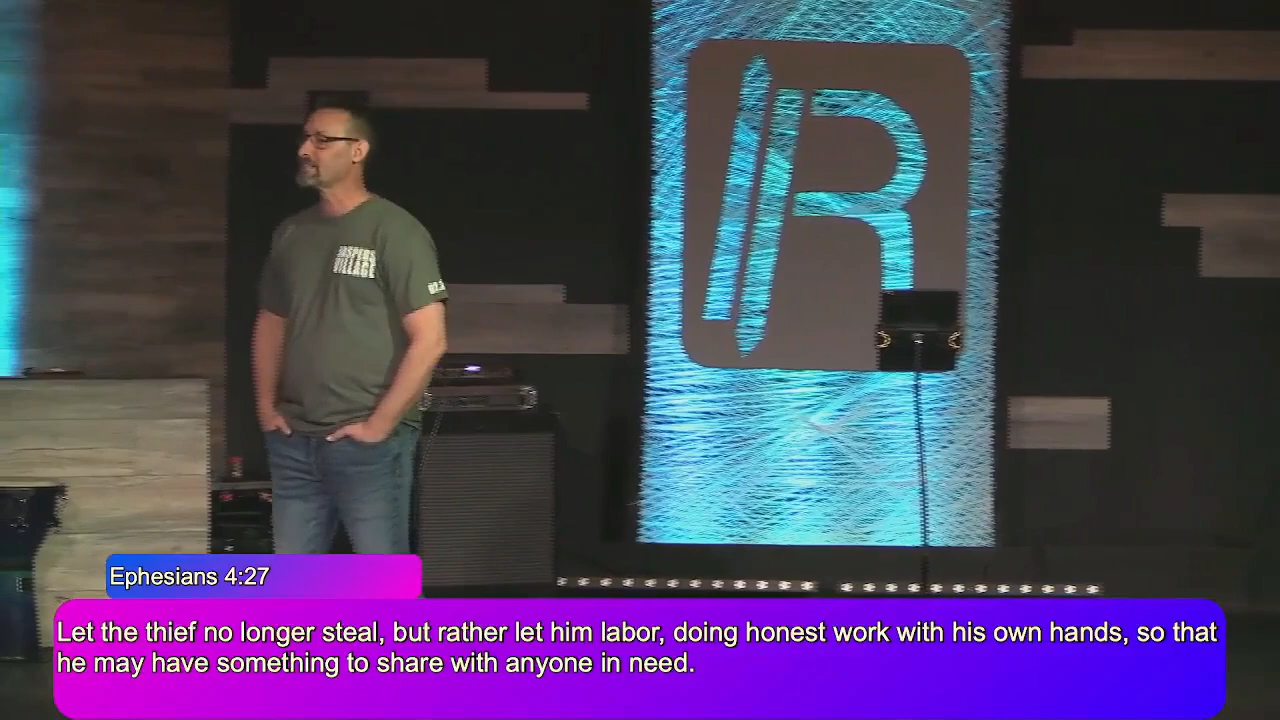 R
VILLAGE
Ephesians 4:27
Let the thief no longer steal, but rather let him labor, doing honest work with his own hands, so that
he may have something to share with anyone in need.